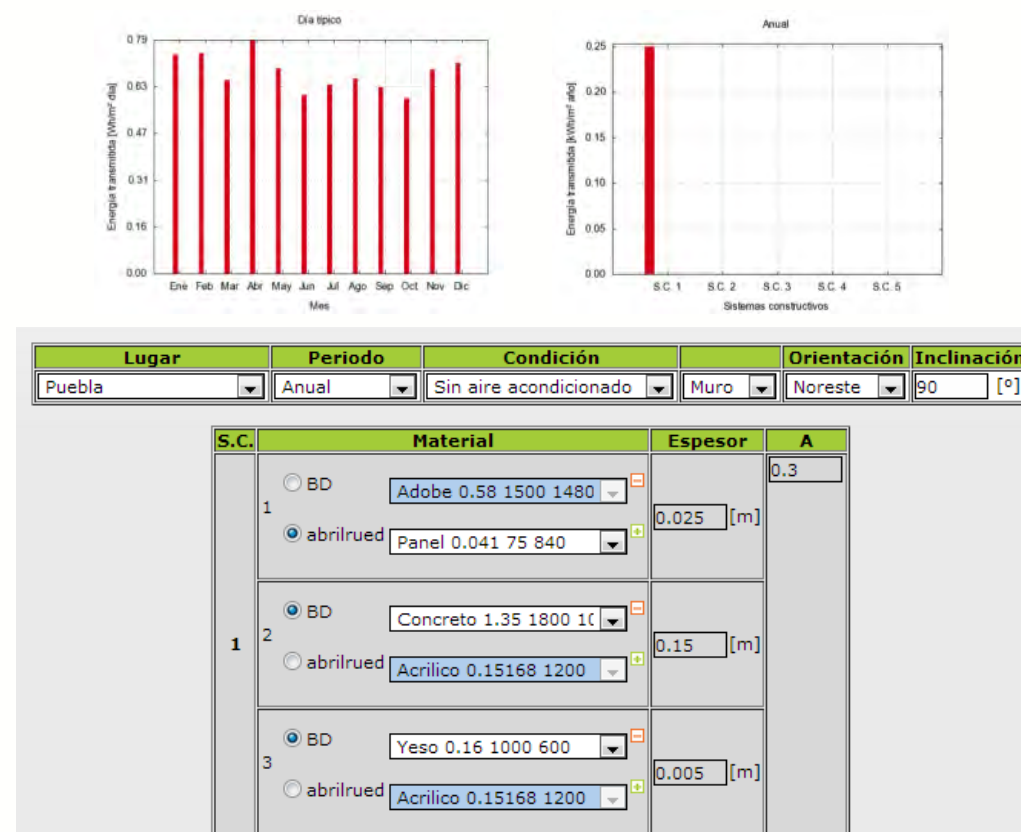 Día típico
Energía transmitida [Wh/m² día]
0.79
0.63
0.47
0.31
0.16
0.00
Ene Feb Mar Abr May Jun Jul Ago Sep Oct Nov Dic
Mes
Anual
Energía transmitida [kWh/m² año]
0.25
0.20
0.15
0.10
0.05
0.00
S.C. 1 S.C. 2 S.C. 3 S.C. 4 S.C. 5
Sistemas constructivos
Lugar Periodo Condición Orientación Inclinación
Puebla Anual Sin aire acondicionado Muro Noreste 90 [º]
S.C. Material Espesor A
1
1
BD Adobe 0.58 1500 1480
abrilrued Panel 0.041 75 840
0.025 [m]
0.3
2
BD Concreto 1.35 1800 10
abrilrued Acrilico 0.15168 1200
0.15 [m]
3
BD Yeso 0.16 1000 600
abrilrued Acrilico 0.15168 1200
0.005 [m]